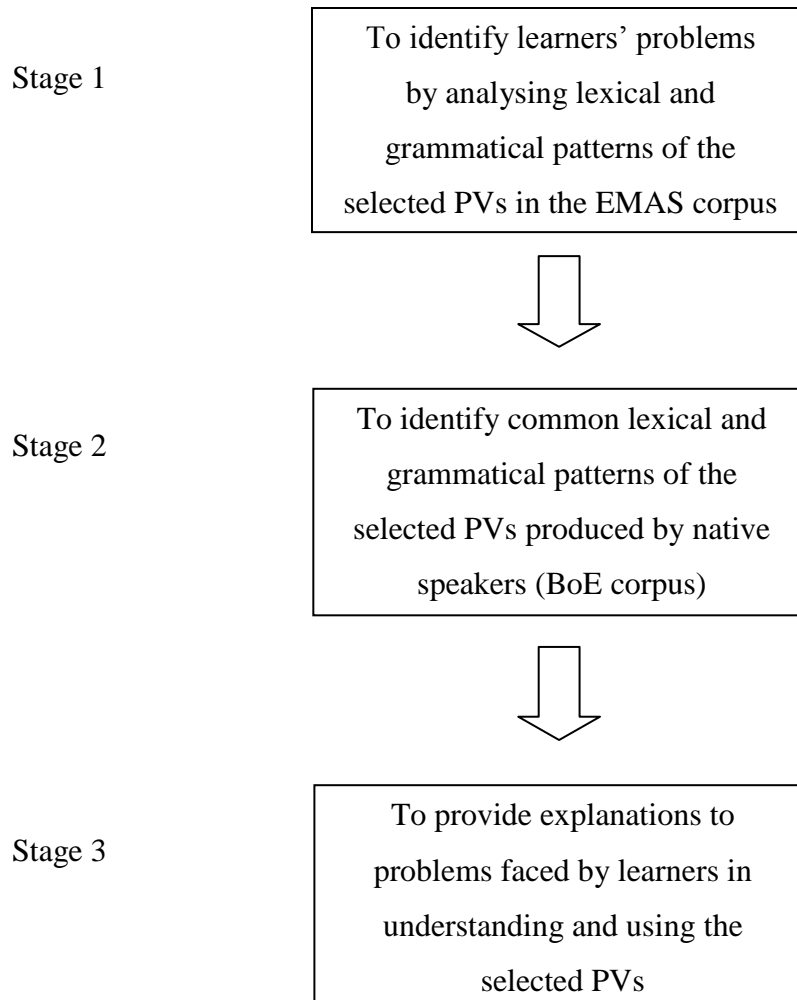 To identify learners’ problems
Stage 1
by analysing lexical and
grammatical patterns of the
selected PVs in the EMAS corpus
To identify common lexical and
Stage 2
grammatical patterns of the
selected PVs produced by native
speakers (BoE corpus)
To provide explanations to
Stage 3
problems faced by learners in
understanding and using the
selected PVs